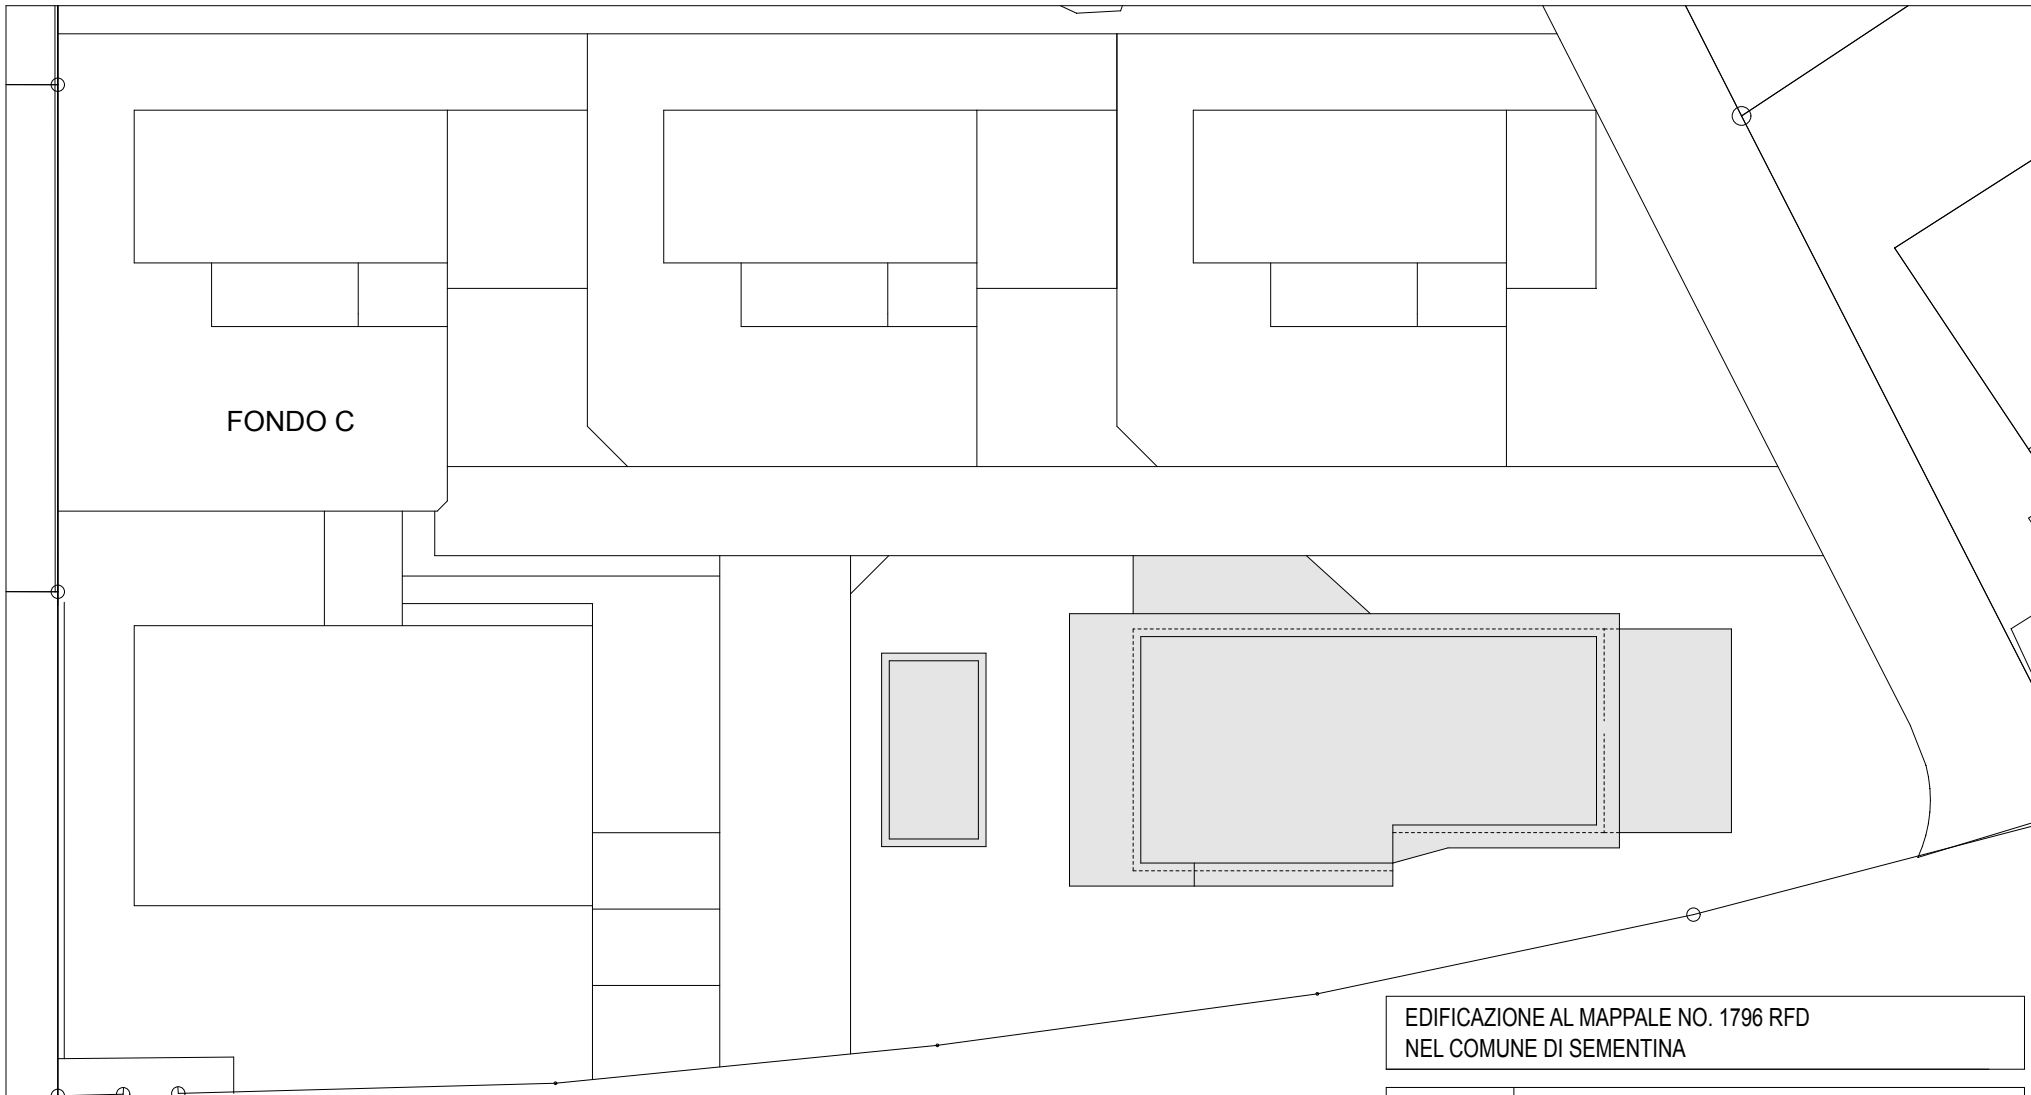 FONDO C
EDIFICAZIONE AL MAPPALE NO. 1796 RFD
NEL COMUNE DI SEMENTINA